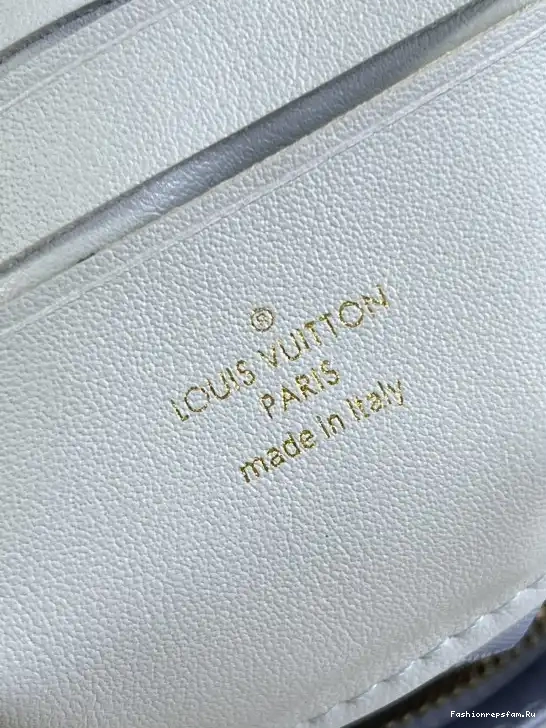 ®
LOUIS VUITTON
PARIS
made in Italy
Fashionrepsfam.Ru